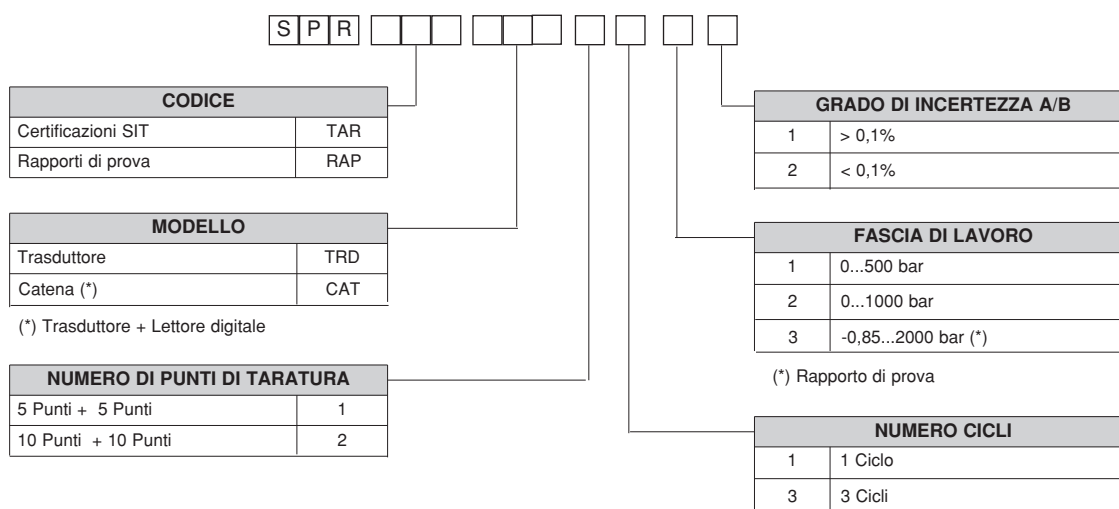 S P R
CODICE
Certificazioni SIT TAR
Rapporti di prova RAP
MODELLO
Trasduttore TRD
Catena (*) CAT
(*) Trasduttore + Lettore digitale
NUMERO DI PUNTI DI TARATURA
5 Punti + 5 Punti 1
10 Punti + 10 Punti 2
GRADO DI INCERTEZZA A/B
1 > 0,1%
2 < 0,1%
FASCIA DI LAVORO
1 0...500 bar
2 0...1000 bar
3 -0,85...2000 bar (*)
(*) Rapporto di prova
NUMERO CICLI
1 1 Ciclo
3 3 Cicli